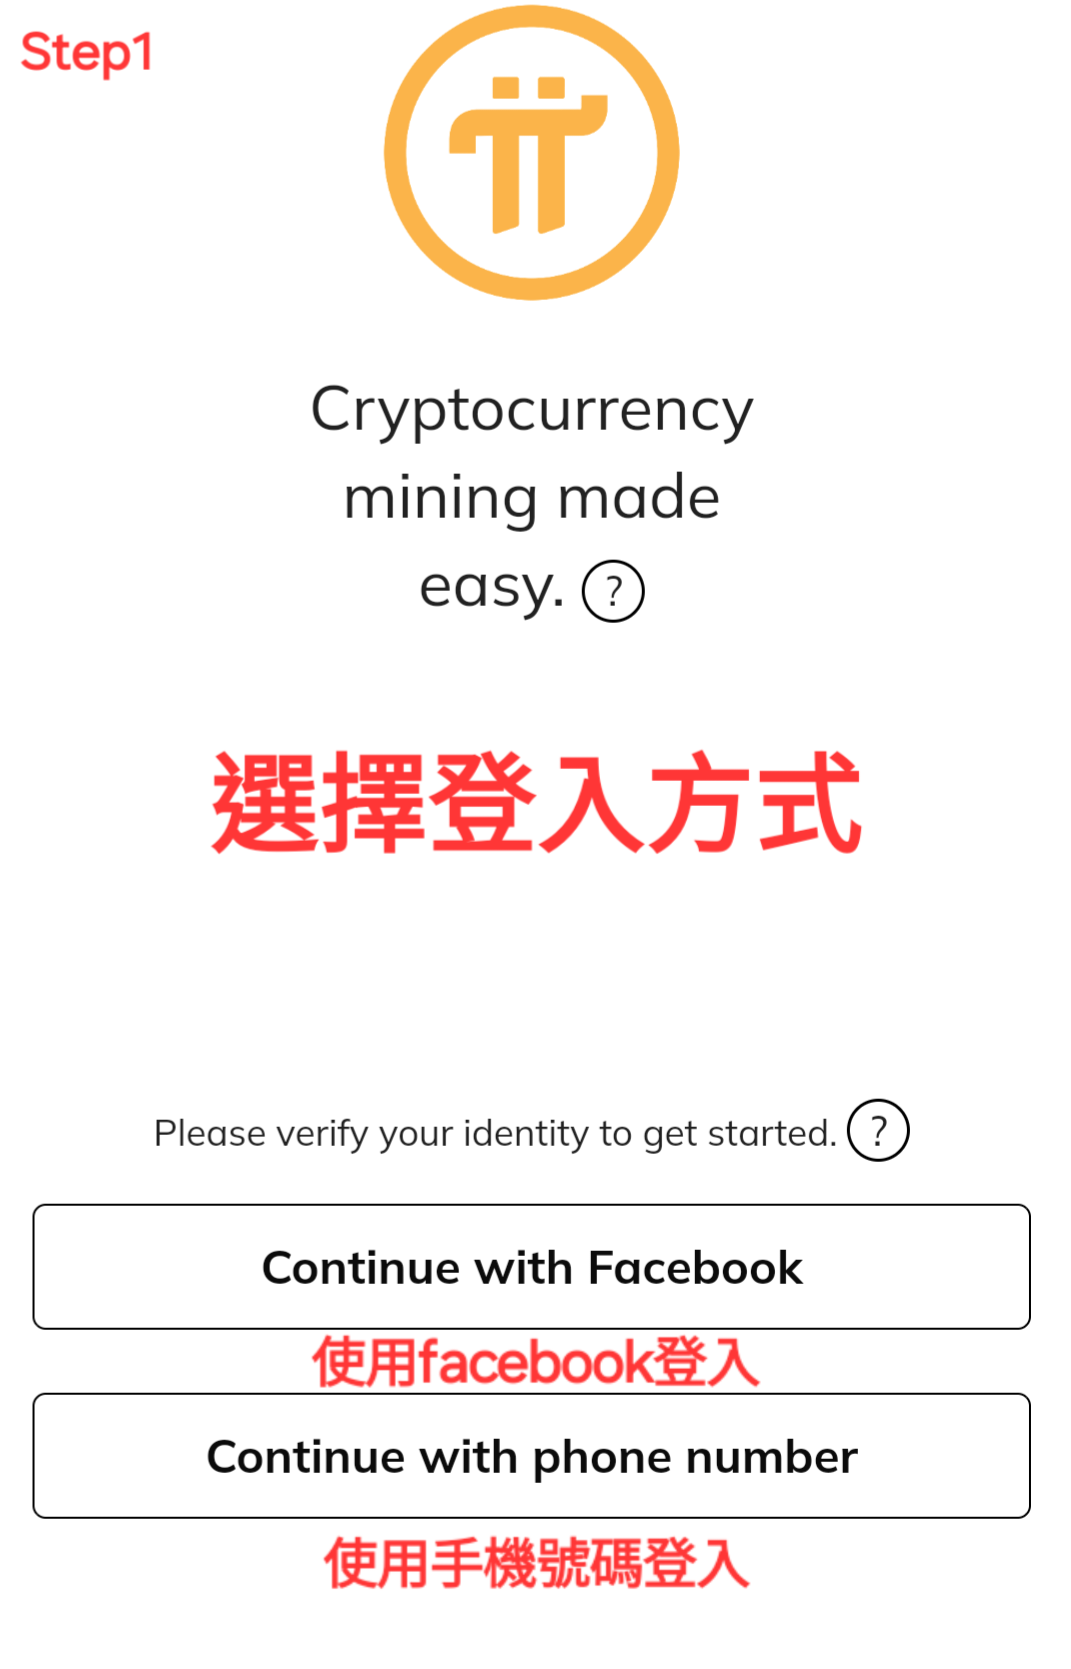 Step1
Cryptocurrency
mining made
easy. ?
選擇登入方式
Please verify your identity to get started. ?
Continue with Facebook
使用facebook登入
Continue with phone number
使用手機號碼登入